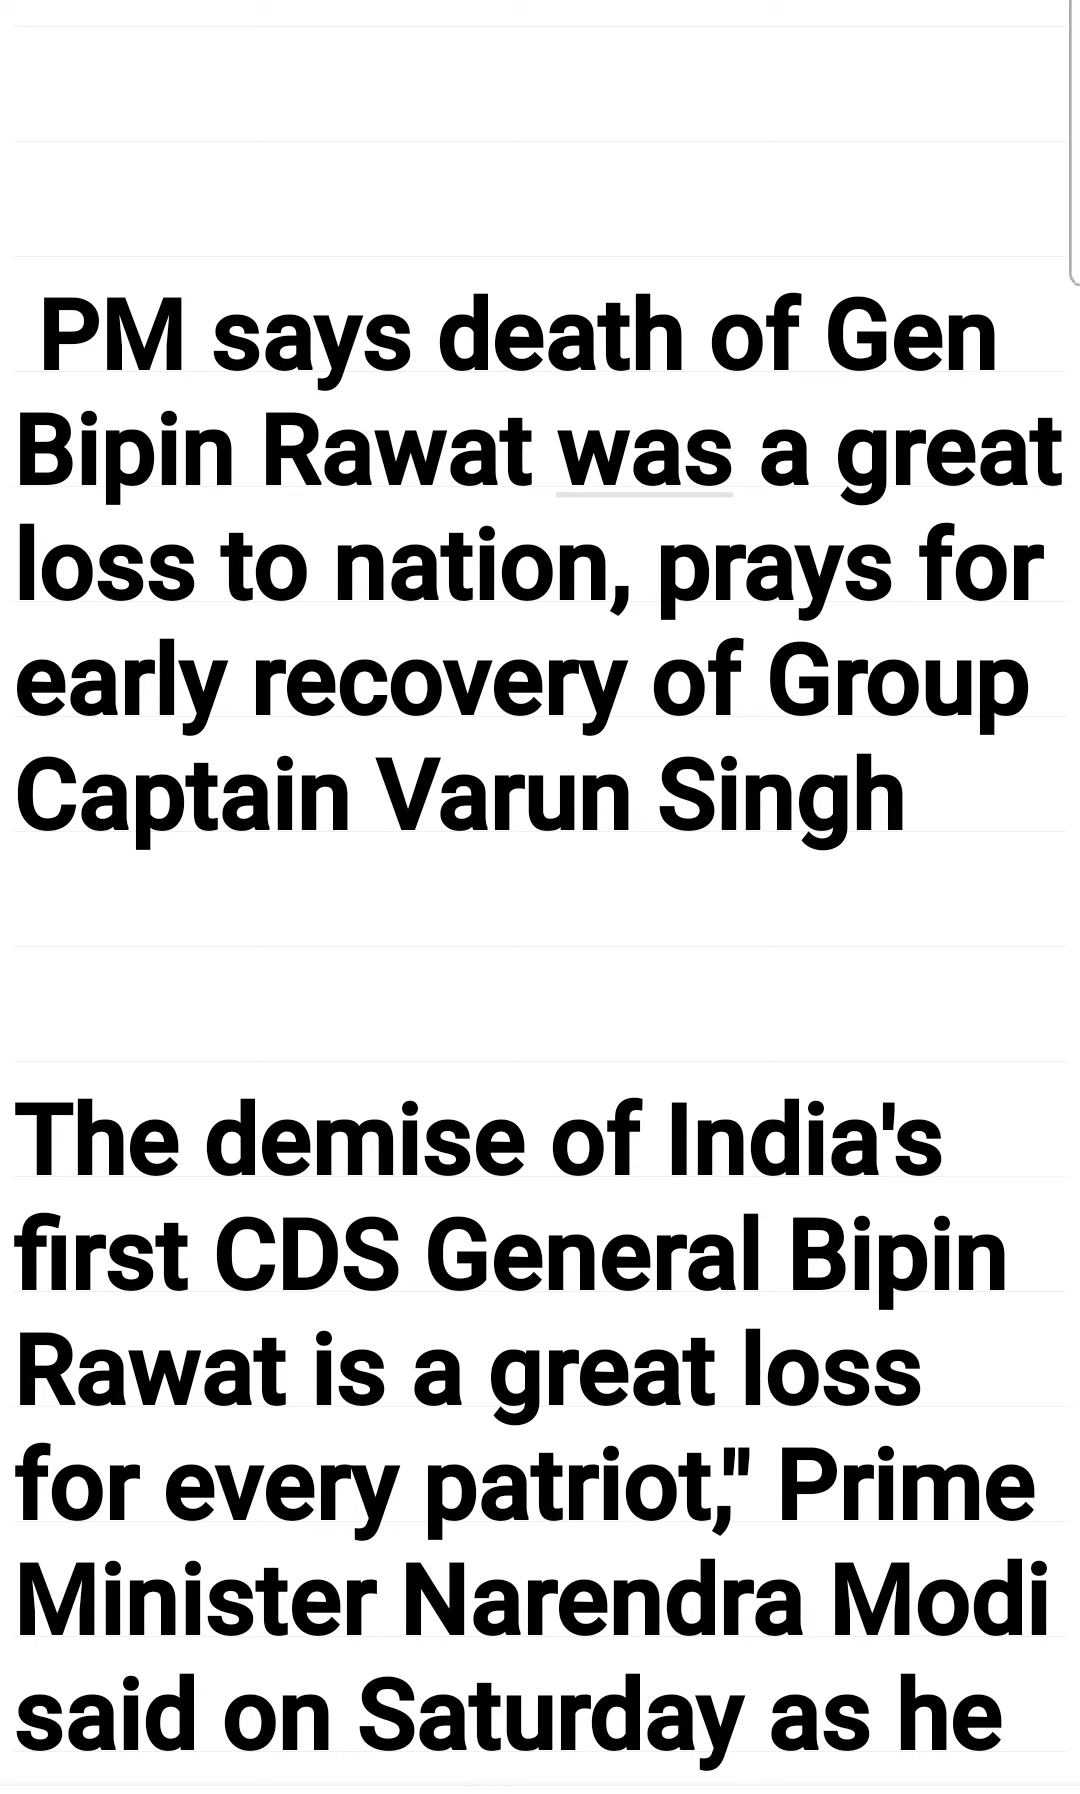 PM says death of Gen
Bipin Rawat was a great
loss to nation, prays for
early recovery of Group
Captain Varun Singh
The demise of India's
first CDS General Bipin
Rawat is a great loss
for every patriot," Prime
Minister Narendra Modi
said on Saturday as he